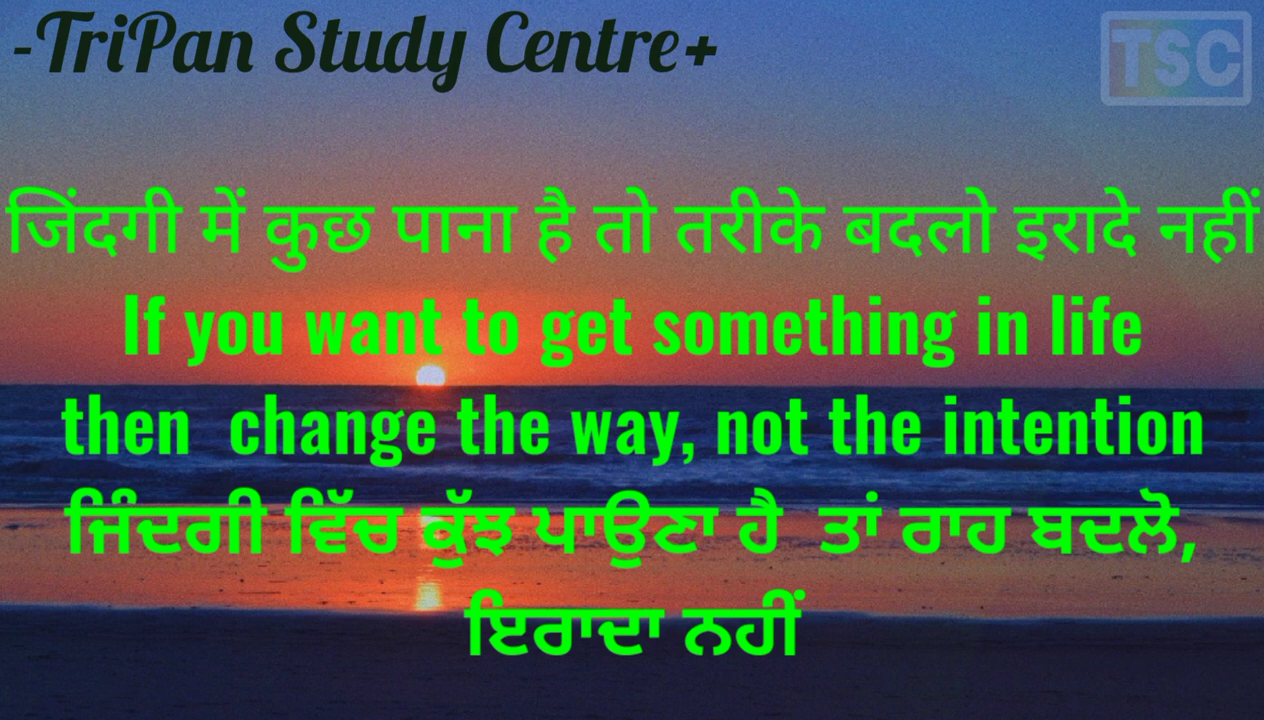 -TriPan Study Centre+
TSC
जिंदगी में कुछ पाना है तो तरीके बदलो इरादे नहीं
If you want to get something in life
then change the way, not the intention
ਜਿੰਦਗੀ ਵਿੱਚ ਕੁੱਝ ਪਾਉਣਾ ਹੈ ਤਾਂ ਰਾਹ ਬਦਲੋ,
ਇਰਾਦਾ ਨਹੀਂ